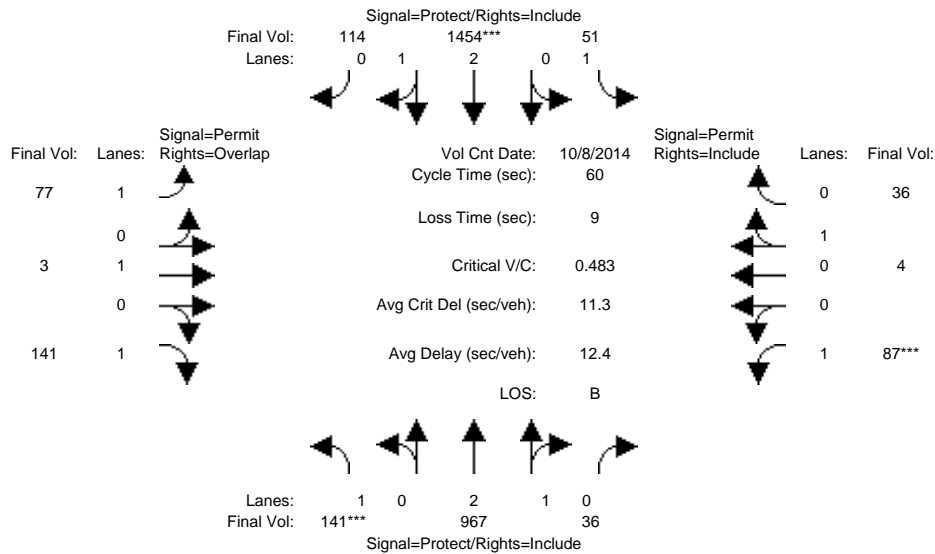 Signal=Protect/Rights=Include
Final Vol: 114 1454*** 51
Lanes: 0 1 2 0 1
Signal=Permit Signal=Permit
Final Vol: Lanes: Rights=Overlap Vol Cnt Date: 10/8/2014 Rights=Include Lanes: Final Vol:
Cycle Time (sec): 60
77 1 0 36
Loss Time (sec): 9
0 1
3 1 Critical V/C: 0.483 0 4
0 Avg Crit Del (sec/veh): 11.3 0
141 1 Avg Delay (sec/veh): 12.4 1 87***
LOS: B
Lanes: 1 0 2 1 0
Final Vol: 141*** 967 36
Signal=Protect/Rights=Include